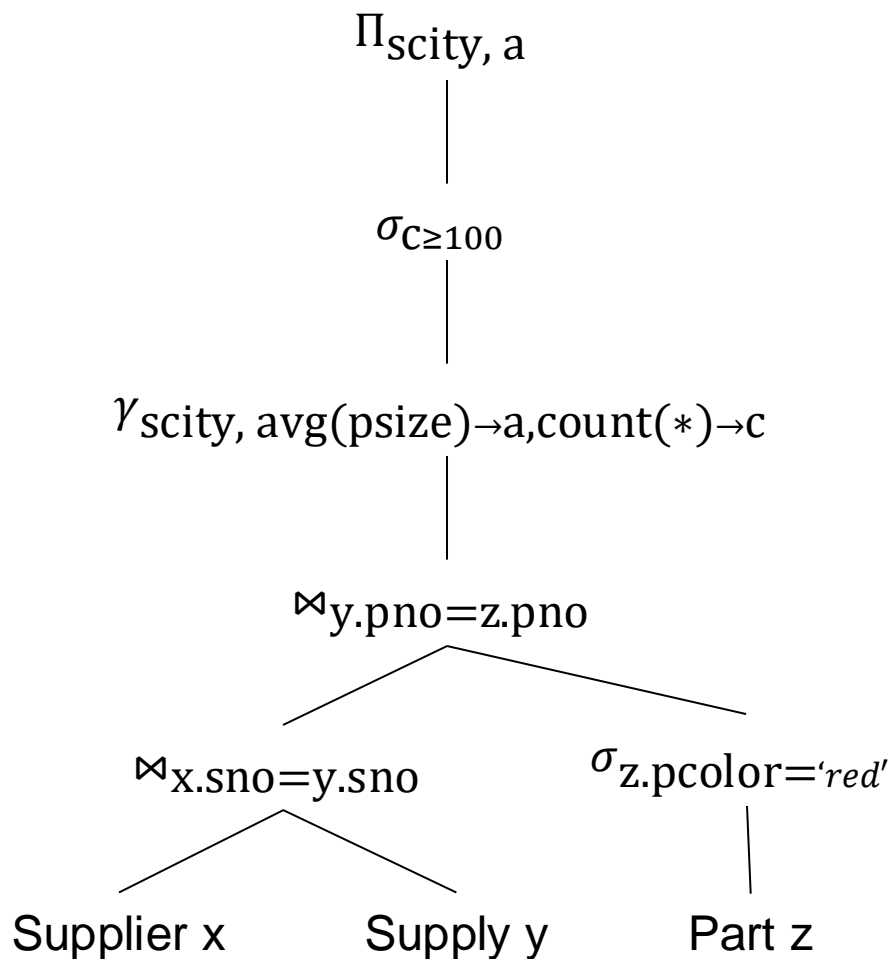 Π scity, a
σ C≥100
γ scity, avg(psize)→a,count(∗)→c
⋈ y.pno=z.pno
⋈ x.sno=y.sno σ z.pcolor=‘red′
Supplier x Supply y Part z